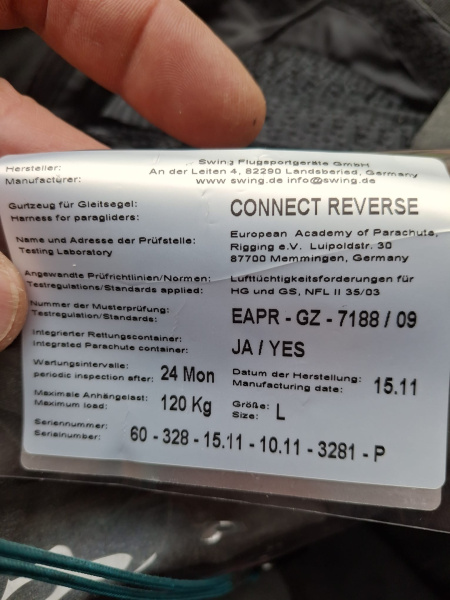 Hersteller: Swing Flugsportgeräte GmbH
Manufacturer: An der Leiten 4, 82290 Landsberied, Germany
www.swing.de info@swing.de
Gurtzeug für Gleitsegel: CONNECT REVERSE
Harness for paragliders:
Name und Adresse der Prüfstelle: European Academy of Parachute
Testing Laboratory Rigging e.V. Luipoldstr. 30
87700 Memmingen, Germany
Angewandte Prüfrichtlinien/Normen: Lufttüchtigkeitsforderungen für
Testregulations/Standards applied: HG und GS, NFL II 35/03
Nummer der Musterprüfung: EAPR - GZ - 7188 / 09
Testregulation/Standards:
Integrierter Rettungscontainer: JA / YES
Integrated Parachute container:
Wartungsintervalle: 24 Mon Datum der Herstellung: 15.11
periodic inspection after: Manufacturing date:
Maximale Anhängelast: 120 Kg Größe: L
Maximum load: Size:
Seriennummer: 60 - 328 - 15.11 - 10.11 - 3281 - P
Serialnumber: